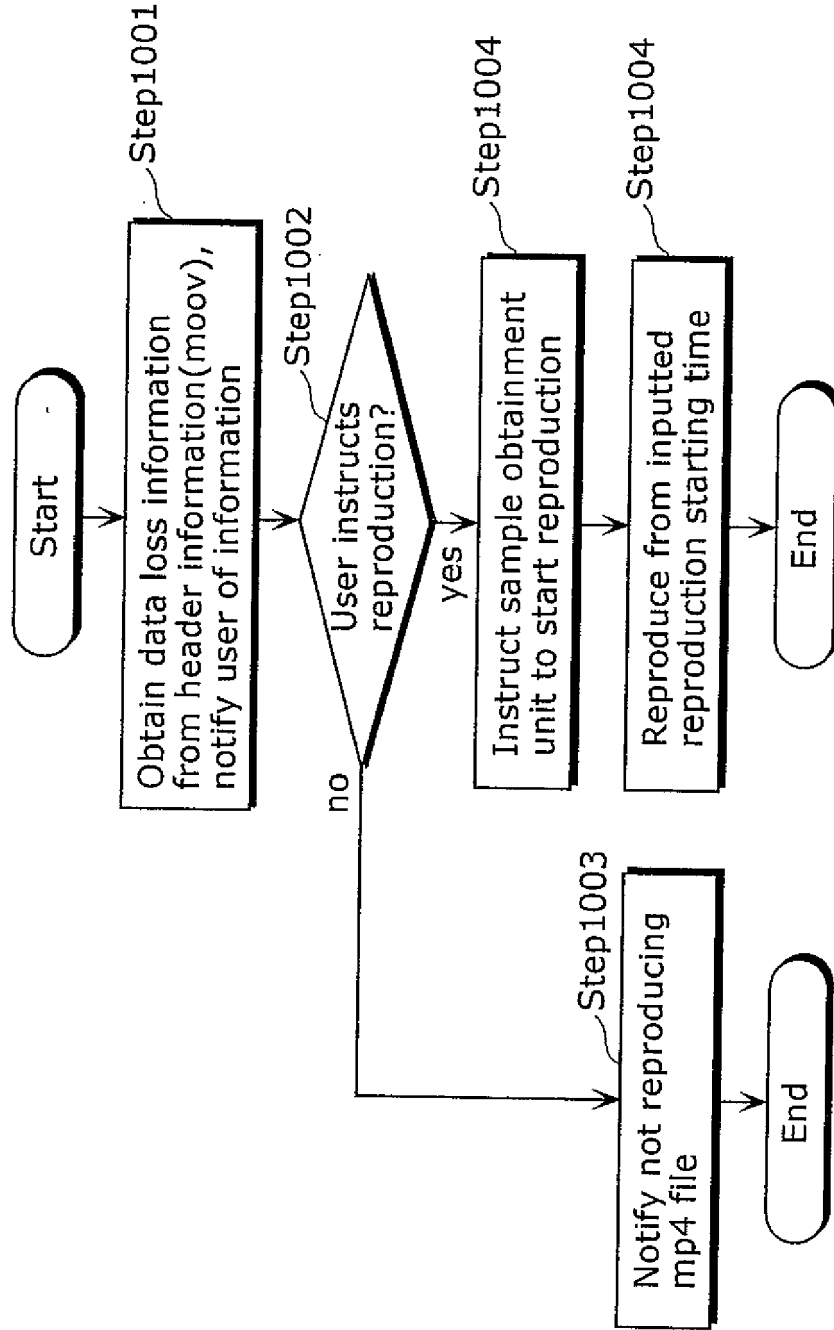 Start
Step1001
Obtain data loss information
from header information(moov),
notify user of information
Step1002
User instructs
reproduction?
no
yes
Step1004
Instruct sample obtainment
unit to start reproduction
Step1004
Reproduce from inputted
reproduction starting time
End
Step1003
Notify not reproducing
mp4 file
End